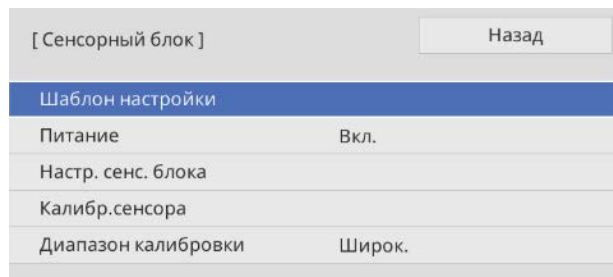 [ Сенсорный блок ]
Назад
Шаблон настройки
Питание Вкл.
Настр. сенс. блока
Калибр.сенсора
Диапазон калибровки Широк.